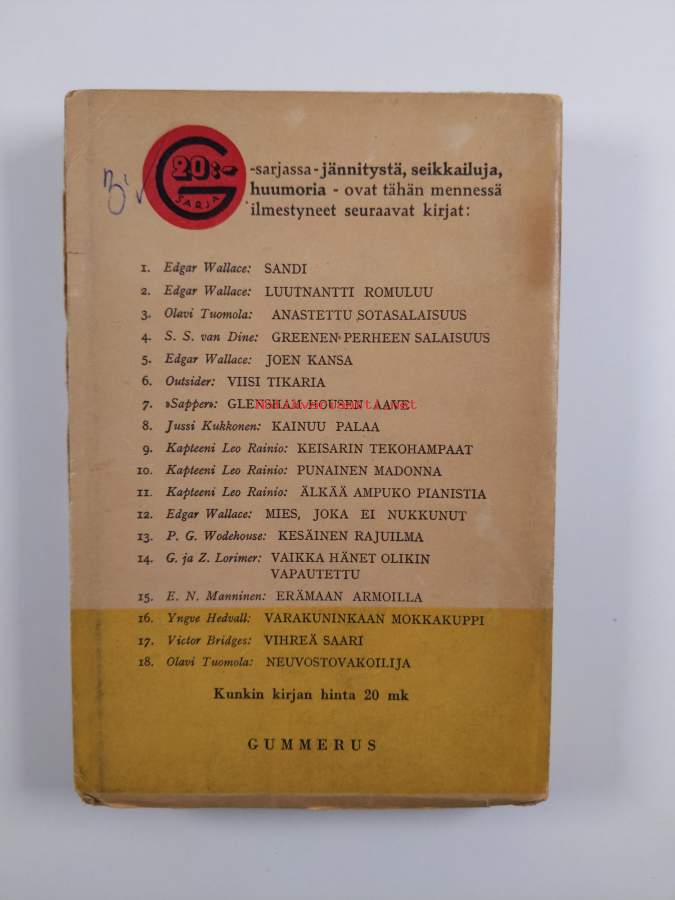 20:-
G
SARJA
-sarjassa - jännitystä, seikkailuja,
huumoria - ovat tähän mennessä
ilmestyneet seuraavat kirjat:
1. Edgar Wallace: SANDI
2. Edgar Wallace: LUUTNANTTI ROMULUU
3. Olavi Tuomola: ANASTETTU SOTASALAISUUS
4. S. S. van Dine: GREENEN PERHEEN SALAISUUS
5. Edgar Wallace: JOEN KANSA
6. Outsider: VIISI TIKARIA
7. »Sapper»: GLENSHAM HOUSEN AAVE
8. Jussi Kukkonen: KAINUU PALAA
9. Kapteeni Leo Rainio: KEISARIN TEKOHAMPAAT
10. Kapteeni Leo Rainio: PUNAINEN MADONNA
11. Kapteeni Leo Rainio: ÄLKÄÄ AMPUKO PIANISTIA
12. Edgar Wallace: MIES, JOKA EI NUKKUNUT
13. P. G. Wodehouse: KESÄINEN RAJUILMA
14. G. ja Z. Lorimer: VAIKKA HÄNET OLIKIN
VAPAUTETTU
15. E. N. Manninen: ERÄMAAN ARMOILLA
16. Yngve Hedvall: VARAKUNINKAAN MOKKAKUPPI
17. Victor Bridges: VIHREÄ SAARI
18. Olavi Tuomola: NEUVOSTOVAKOILIJA
Kunkin kirjan hinta 20 mk
GUMMERUS